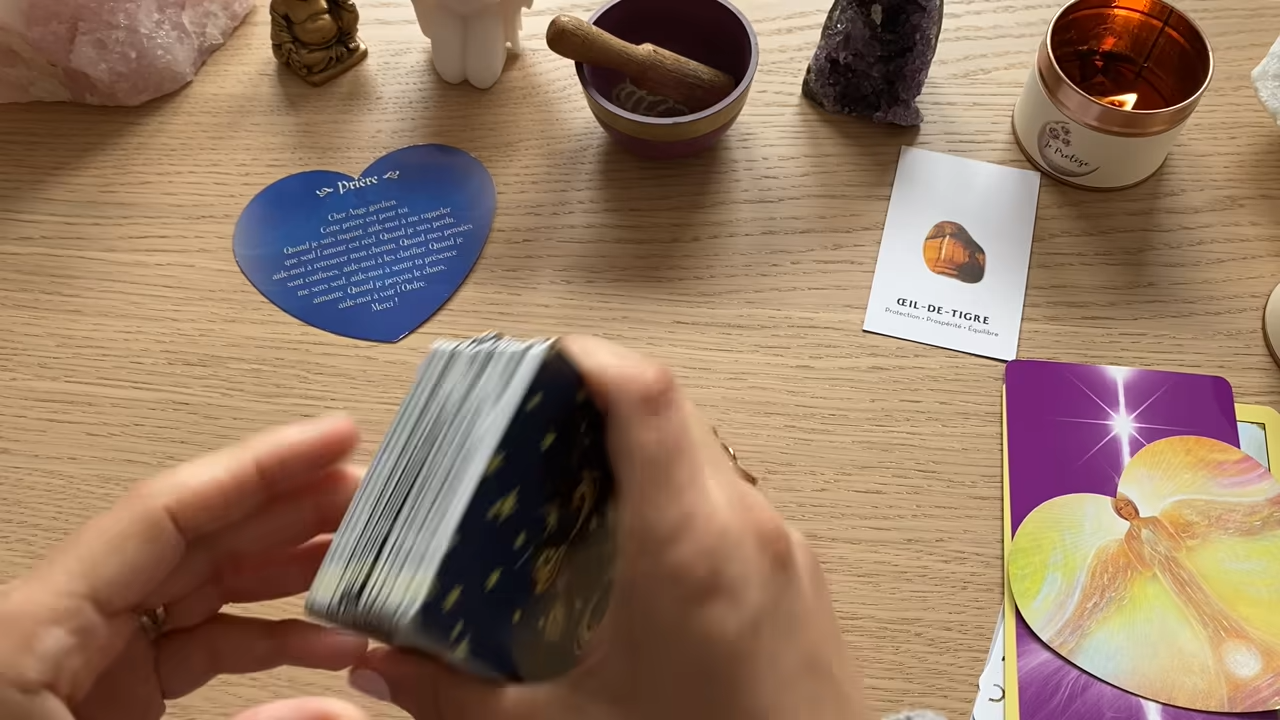 Prière
Cher Ange gardien,
Cette prière est pour toi
Quand je suis inquiet, aide-moi à me rappeler
que seul l'amour est réel. Quand je suis perdu,
aide-moi à retrouver mon chemin. Quand mes pensées
sont confuses, aide-moi à les clarifier. Quand je
me sens seul, aide-moi à sentir ta présence
aimante. Quand je perçois le chaos,
aide-moi à voir l'Ordre.
Merci !
Je Protège
ŒIL-DE-TIGRE
Protection • Prospérité • Équilibre